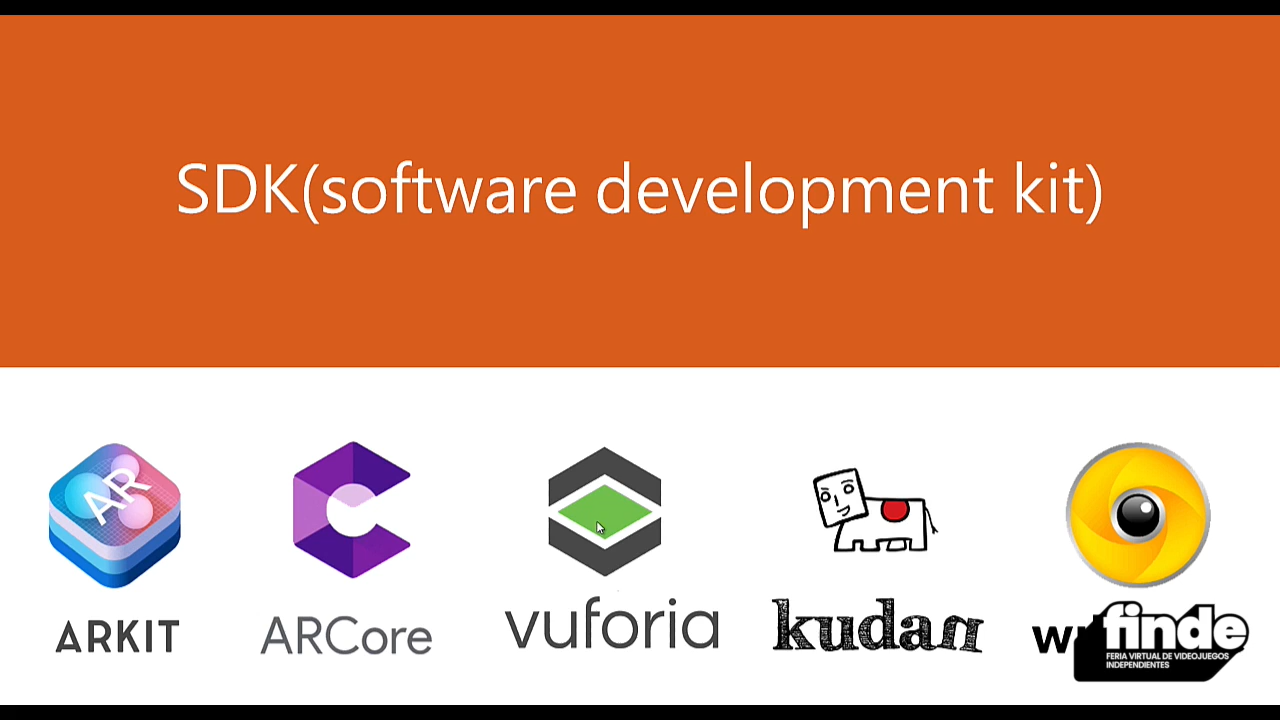 SDK(software development kit)
AR
ARKIT
ARCore
vuforia
kudan
finde
FERIA VIRTUAL DE VIDEOJUEGOS
INDEPENDIENTES